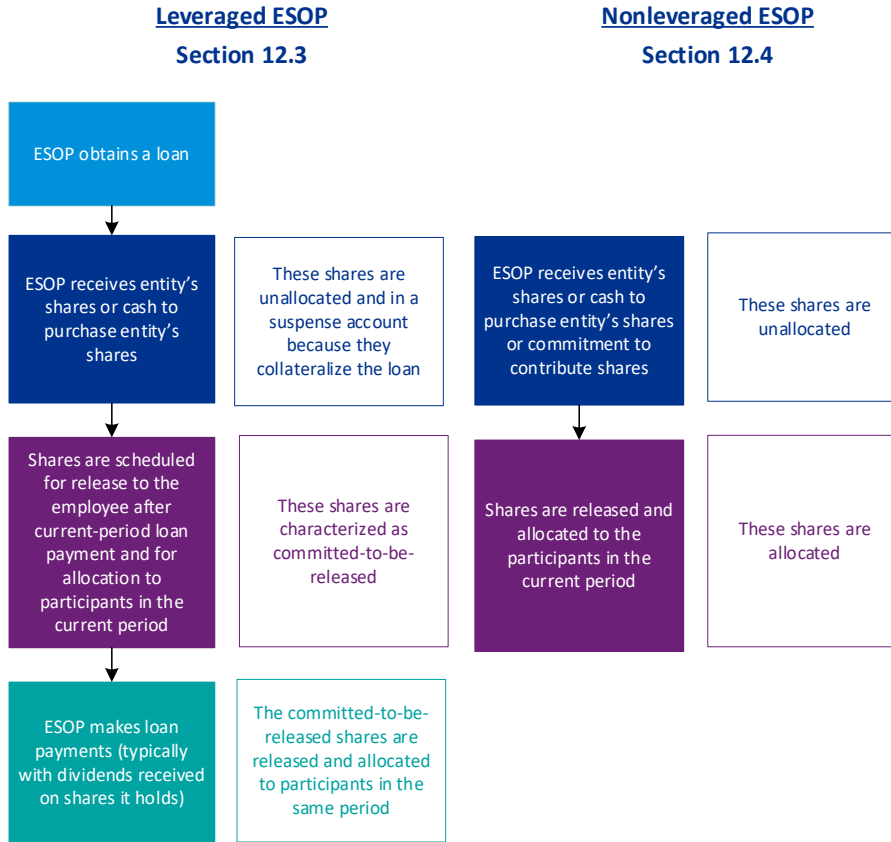 Leveraged ESOP
Section 12.3
Nonleveraged ESOP
Section 12.4
ESOP obtains a loan
ESOP receives entity's
shares or cash to
purchase entity's
shares
These shares are
unallocated and in a
suspense account
because they
collateralize the loan
ESOP receives entity's
shares or cash to
purchase entity's shares
or commitment to
contribute shares
These shares are
unallocated
Shares are scheduled
for release to the
employee after
current-period loan
payment and for
allocation to
participants in the
current period
These shares are
characterized as
committed-to-be-
released
Shares are released and
allocated to the
participants in the
current period
These shares are
allocated
ESOP makes loan
payments (typically
with dividends received
on shares it holds)
The committed-to-be-
released shares are
released and allocated
to participants in the
same period